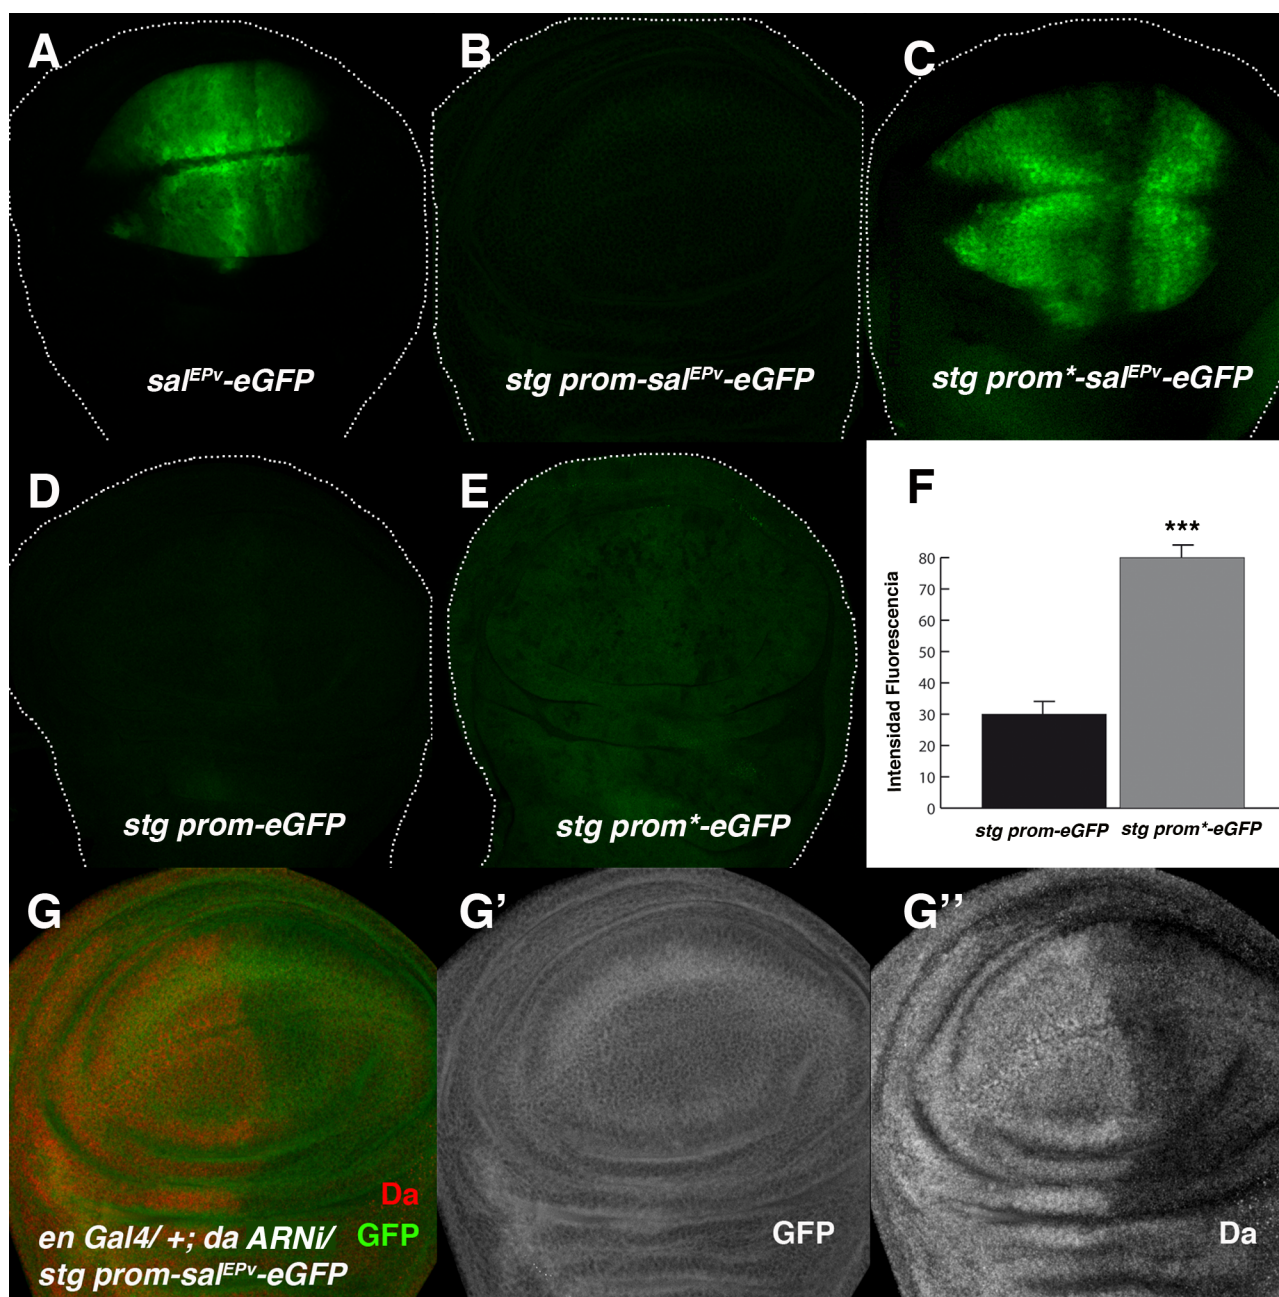 A
B
C
sal^EPv-eGFP
stg prom-sal^EPv-eGFP
stg prom*-sal^EPv-eGFP
D
E
F
stg prom-eGFP
stg prom*-eGFP
***
Intensidad Fluorescencia
80
70
60
50
40
30
20
10
0
stg prom-eGFP
stg prom*-eGFP
G
G’
G’’
Da
GFP
en Gal4/ +; da ARNi/
stg prom-sal^EPv-eGFP
GFP
Da